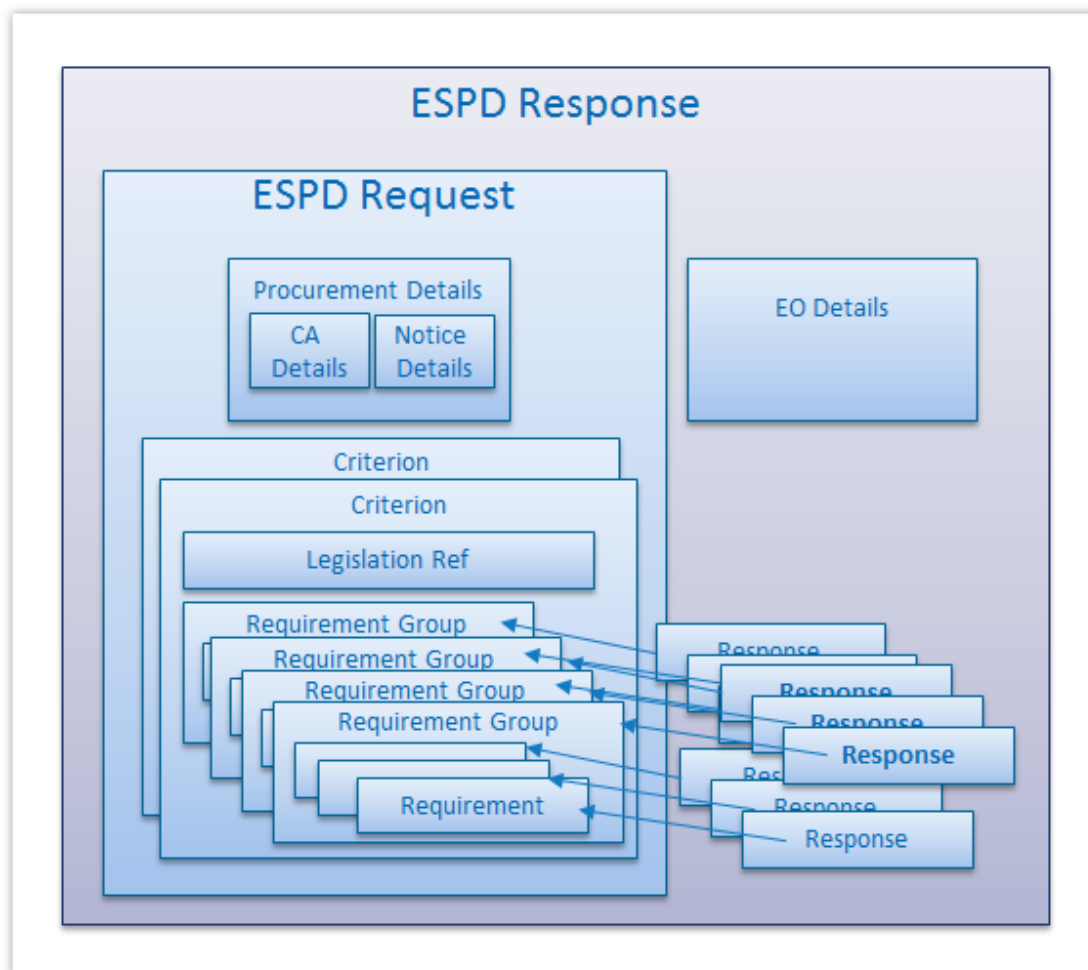 ESPD Response
ESPD Request
Procurement Details
CA
Details
Notice
Details
EO Details
Criterion
Criterion
Legislation Ref
Requirement Group
Requirement Group
Requirement Group
Requirement Group
Requirement
Response
Response
Response
Response
Response
Response